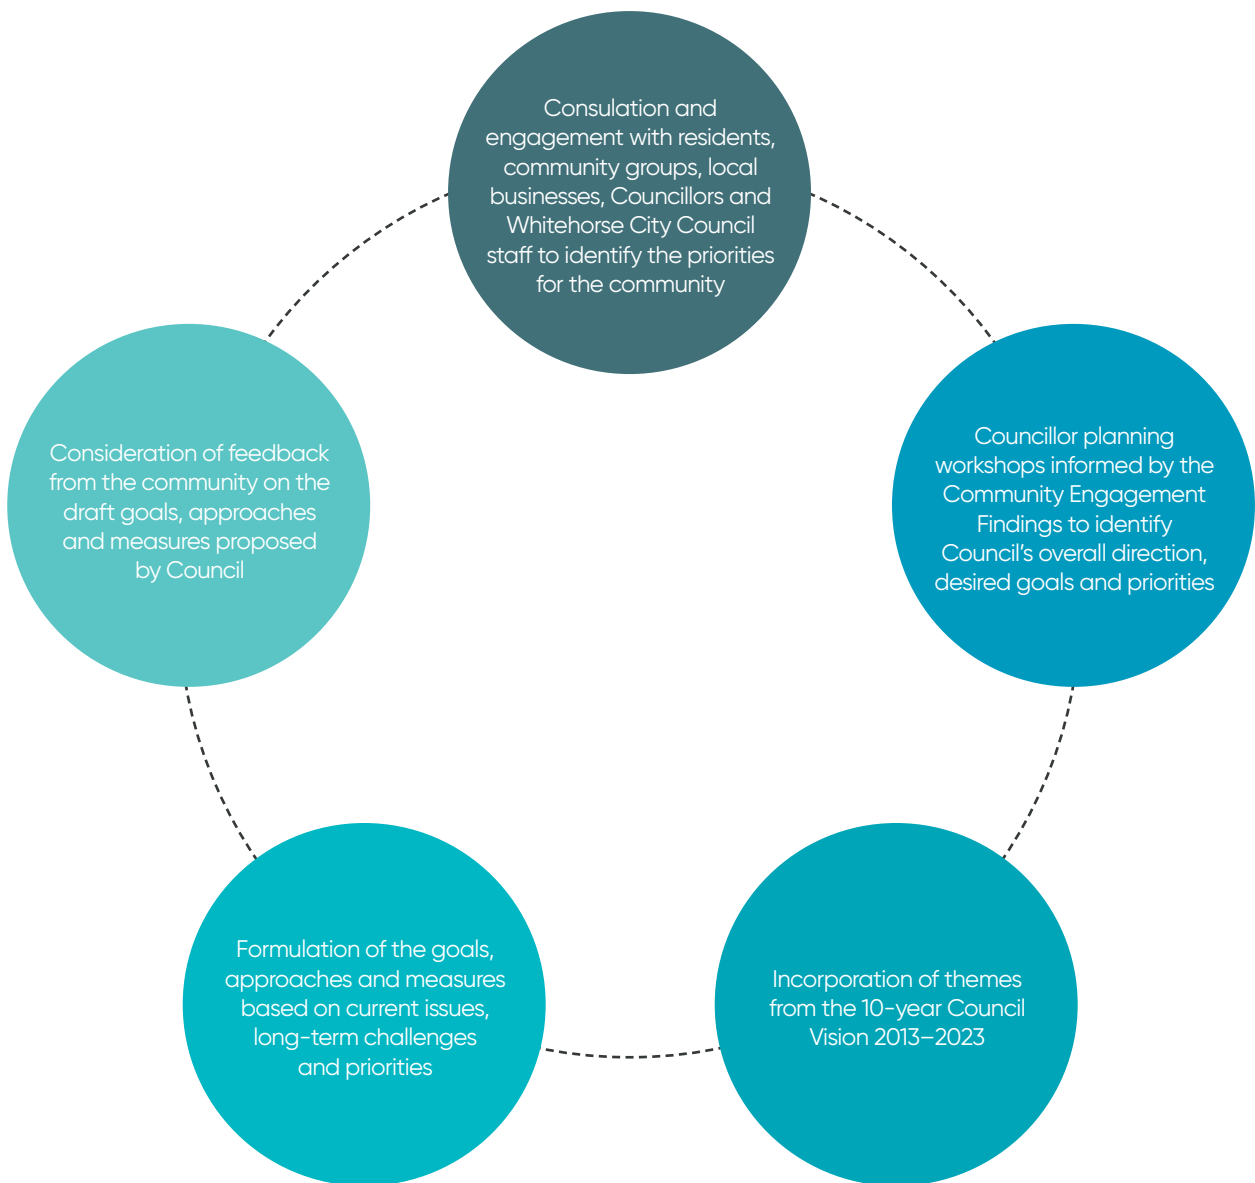 Consulation and
engagement with residents,
community groups, local
businesses, Councillors and
Whitehorse City Council
staff to identify the priorities
for the community
Councillor planning
workshops informed by the
Community Engagement
Findings to identify
Council's overall direction,
desired goals and priorities
Incorporation of themes
from the 10-year Council
Vision 2013–2023
Formulation of the goals,
approaches and measures
based on current issues,
long-term challenges
and priorities
Consideration of feedback
from the community on the
draft goals, approaches
and measures proposed
by Council